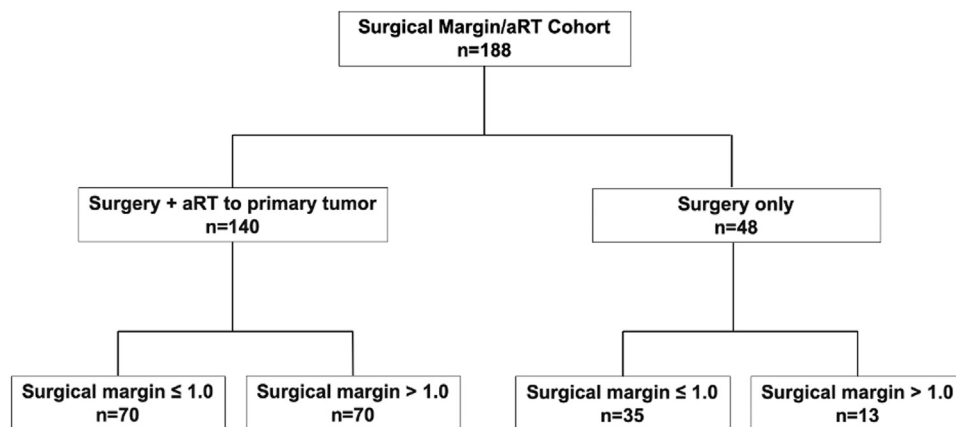 Surgical Margin/aRT Cohort
n=188
Surgery + aRT to primary tumor
n=140
Surgery only
n=48
Surgical margin ≤ 1.0
n=70
Surgical margin > 1.0
n=70
Surgical margin ≤ 1.0
n=35
Surgical margin > 1.0
n=13